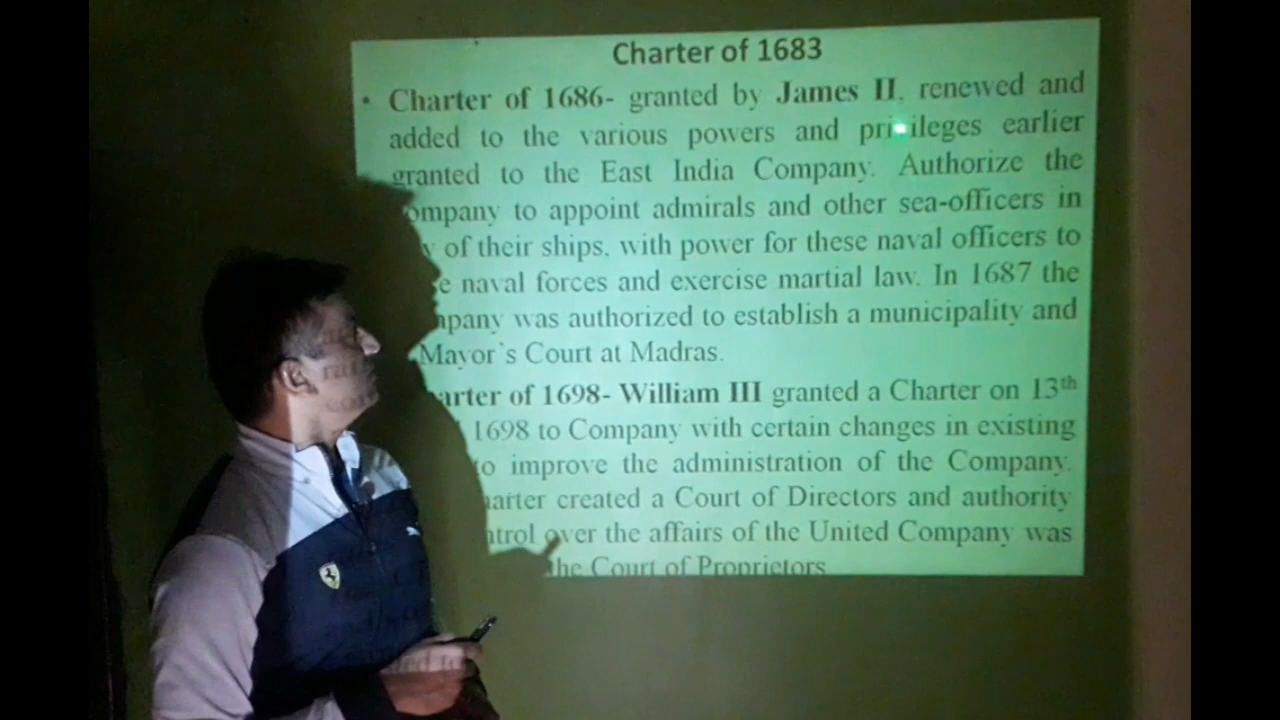 Charter of 1683
• Charter of 1686- granted by James II, renewed and
added to the various powers and privileges earlier
granted to the East India Company. Authorize the
ompany to appoint admirals and other sea-officers in
of their ships, with power for these naval officers to
e naval forces and exercise martial law. In 1687 the
mpany was authorized to establish a municipality and
Mayor`s Court at Madras.
arter of 1698- William III granted a Charter on 13th
1698 to Company with certain changes in existing
to improve the administration of the Company.
harter created a Court of Directors and authority
ntrol over the affairs of the United Company was
the Court of Proprietors